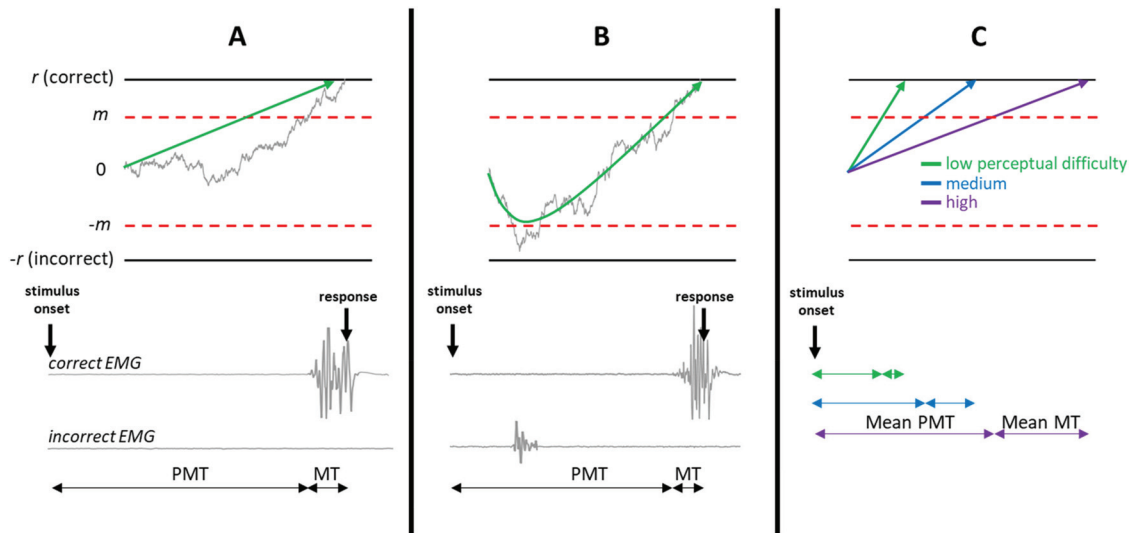 A
r (correct)
m
0
-m
-r (incorrect)
stimulus
onset
response
correct EMG
incorrect EMG
PMT
MT
B
stimulus
onset
response
PMT
MT
C
low perceptual difficulty
medium
high
stimulus
onset
Mean PMT
Mean MT